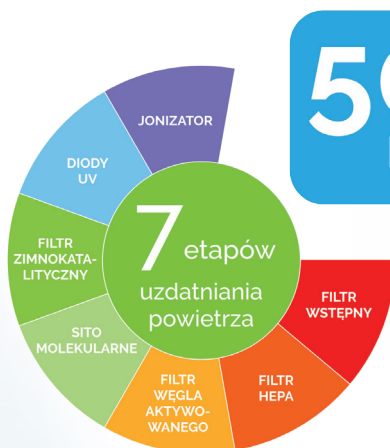 5
JONIZATOR
DIODY
UV
FILTR
ZIMNOKATA-
LITYCZNY
SITO
MOLEKULARNE
FILTR
WĘGLA
AKTYWO-
WANEGO
FILTR
HEPA
FILTR
WSTĘPNY
7 etapów
uzdatniania
powietrza